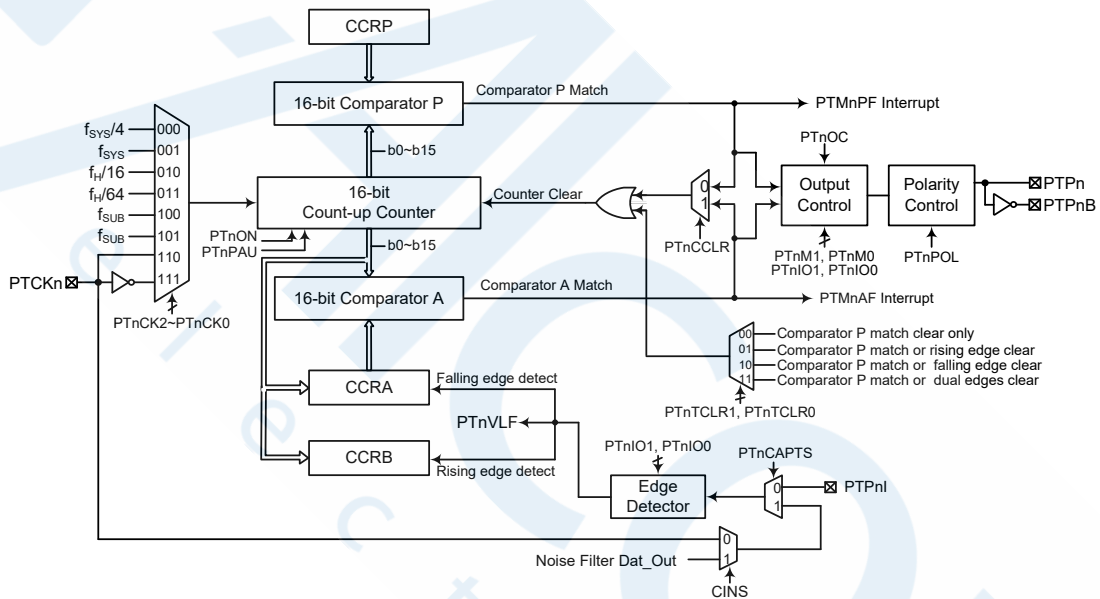 CCRP
16-bit Comparator P
Comparator P Match
PTMnPF Interrupt
b0~b15
fSYS/4
000
fSYS
001
fH/16
010
fH/64
011
fSUB
100
fSUB
101
110
111
PTCKn
PTnCK2~PTnCK0
16-bit
Count-up Counter
PTnON
PTnPAU
Counter Clear
0
1
PTnCCLR
PTnOC
Output
Control
PTnM1, PTnM0
PTnIO1, PTnIO0
Polarity
Control
PTnPOL
PTPn
PTPnB
b0~b15
16-bit Comparator A
Comparator A Match
PTMnAF Interrupt
00
Comparator P match clear only
01
Comparator P match or rising edge clear
10
Comparator P match or falling edge clear
11
Comparator P match or dual edges clear
PTnTCLR1, PTnTCLR0
CCRA
Falling edge detect
PTnVLF
CCRB
Rising edge detect
PTnIO1, PTnIO0
Edge
Detector
PTnCAPTS
0
1
PTPnI
0
1
Noise Filter Dat_Out
CINS
e
l
e
c
t